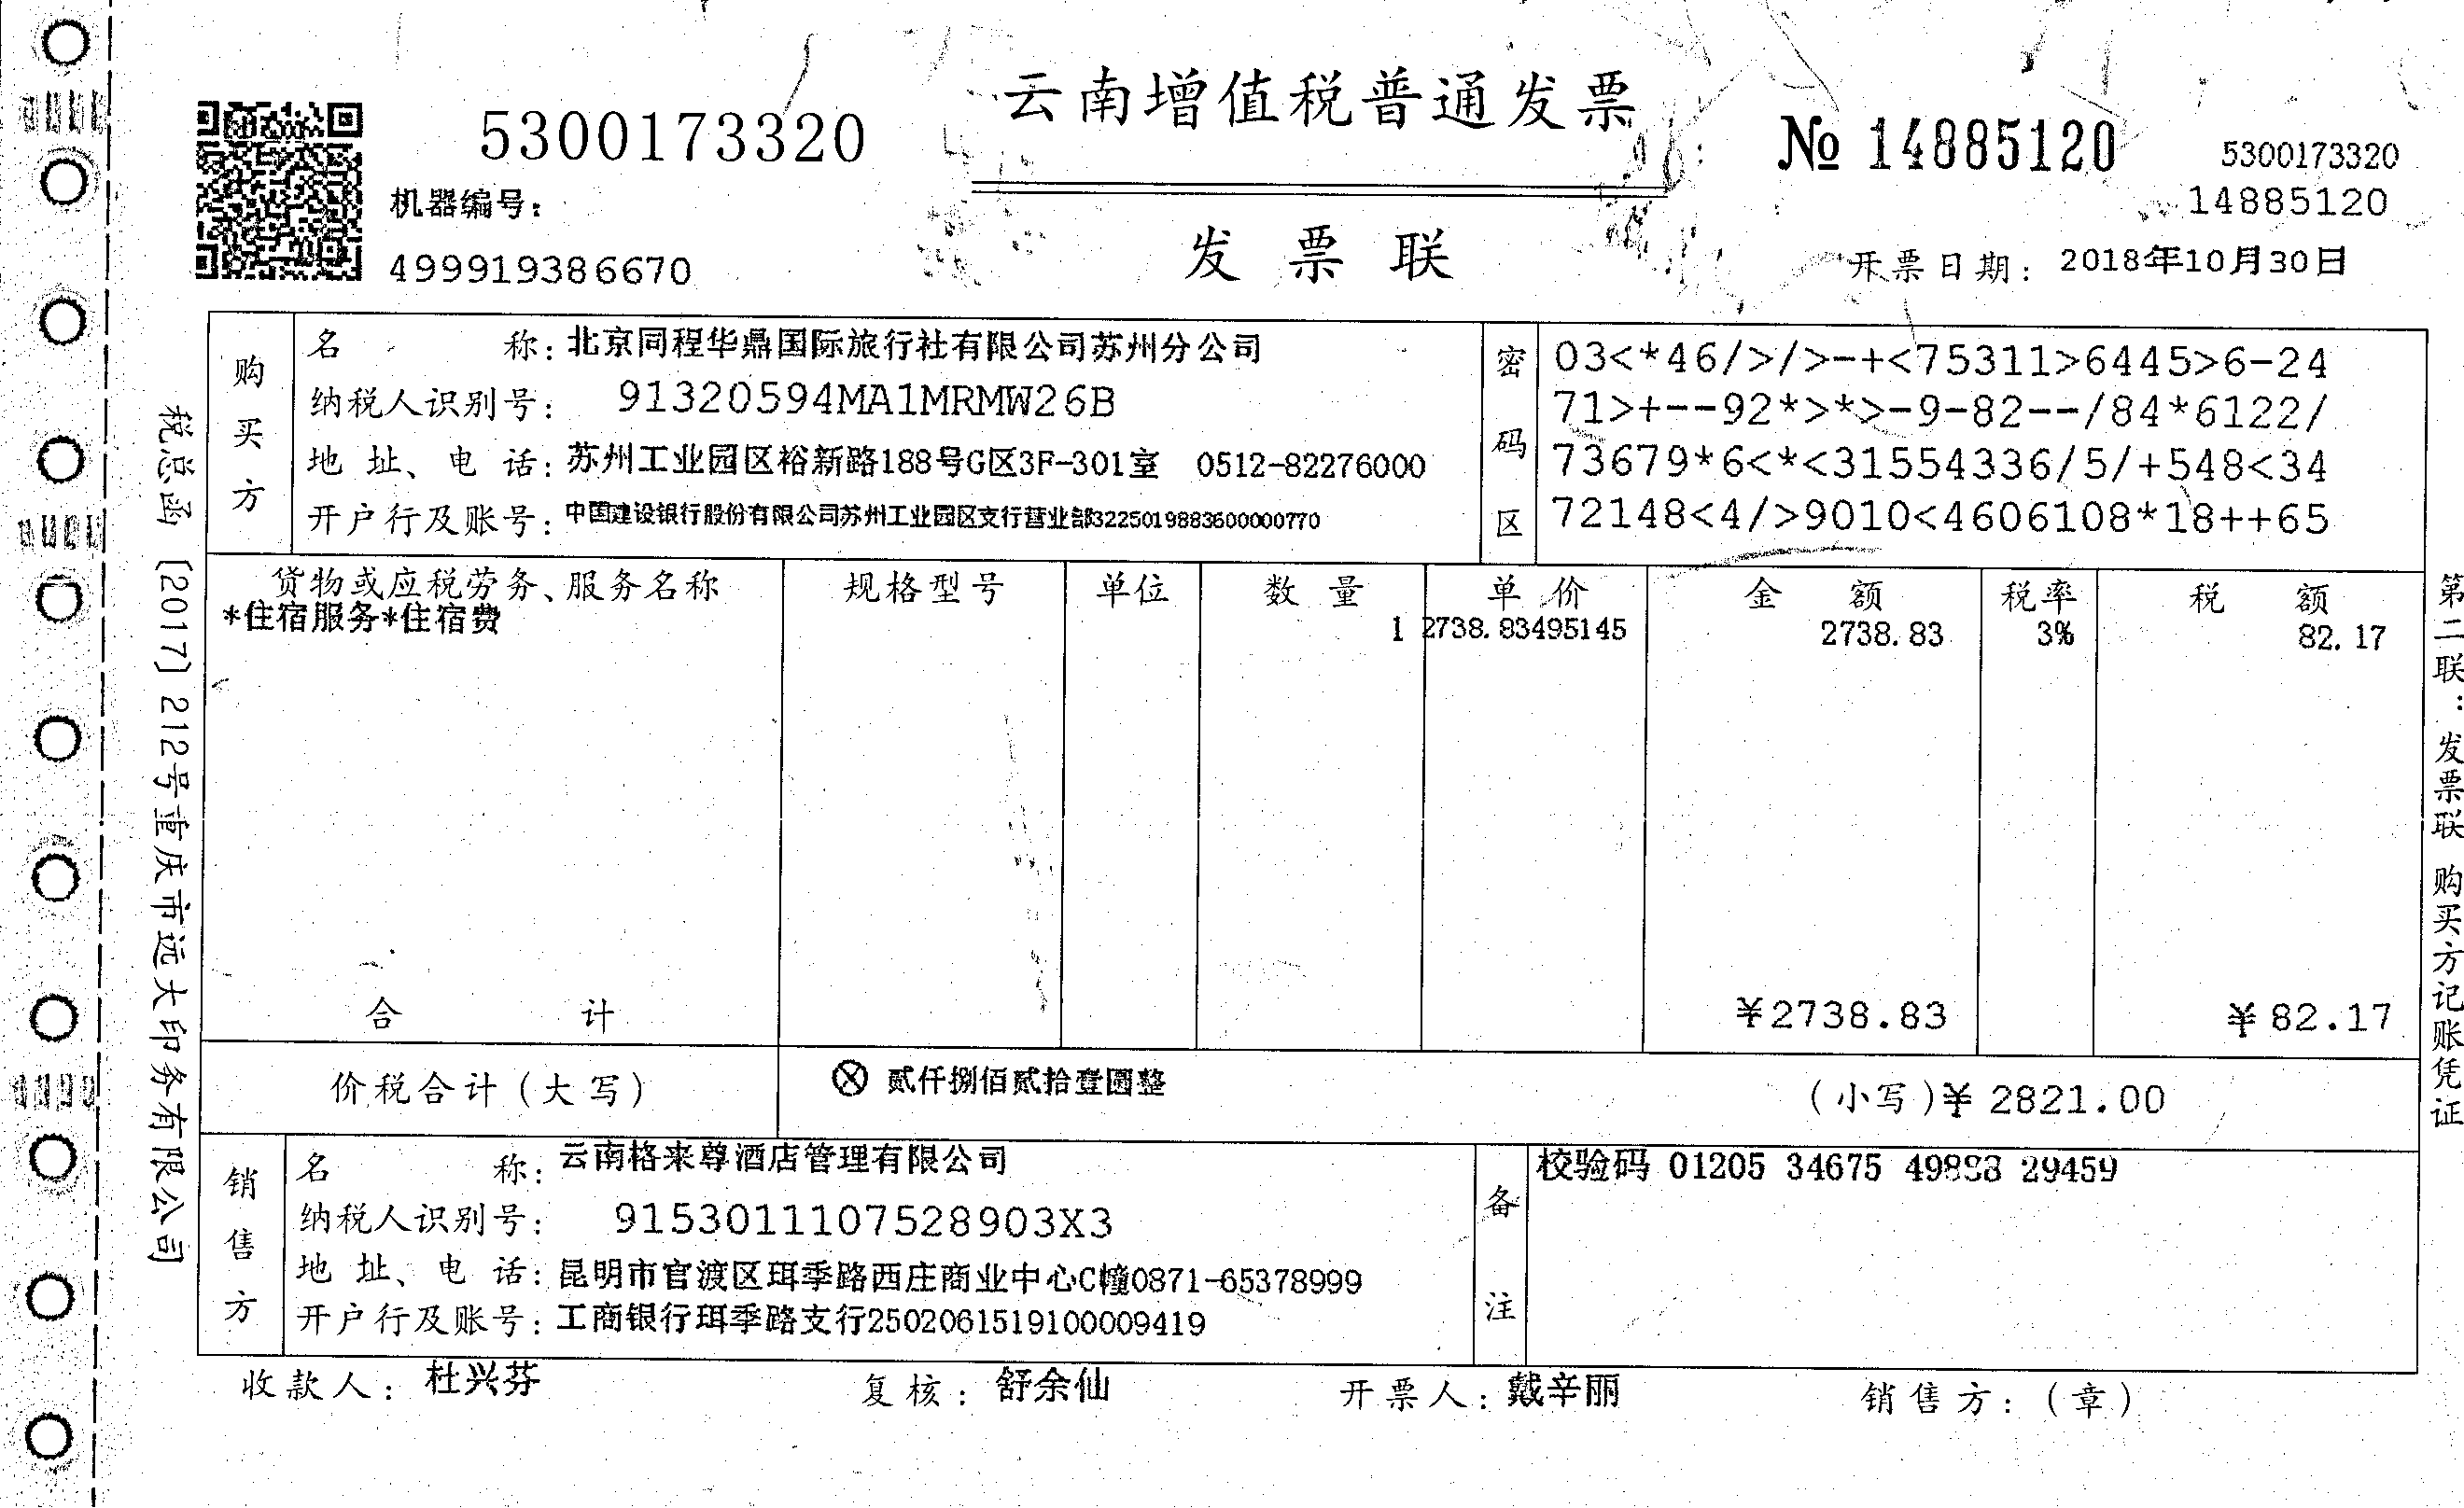 云南增值税普通发票
发票联
5300173320
机器编号：
499919386670
№ 14885120
5300173320
14885120
开票日期： 2018年10月30日
购买方
名称：北京同程华鼎国际旅行社有限公司苏州分公司
纳税人识别号： 91320594MA1MRMW26B
地址、电话：苏州工业园区裕新路188号G区3F-301室 0512-82276000
开户行及账号：中国建设银行股份有限公司苏州工业园区支行营业部32250198836000000770
密码区
03<*46/>/>-+<75311>6445>6-24
71>+--92*>*>-9-82--/84*6122/
73679*6<*<31554336/5/+548<34
72148<4/>9010<4606108*18++65
货物或应税劳务、服务名称 规格型号 单位 数量 单价 金额 税率 税额
*住宿服务*住宿费 1 2738.83495145 2738.83 3% 82.17
合计 ¥2738.83 ¥82.17
价税合计（大写） ⊗ 贰仟捌佰贰拾壹圆整 （小写）¥ 2821.00
销售方
名称：云南格来尊酒店管理有限公司
纳税人识别号： 9153011107528903X3
地址、电话：昆明市官渡区珥季路西庄商业中心C幢0871-65378999
开户行及账号：工商银行珥季路支行2502061519100009419
备注
校验码 01205 34675 49883 29459
收款人：杜兴芬 复核：舒余仙 开票人：戴辛丽 销售方：（章）
税总函〔2017〕212号重庆市远大印务有限公司
第二联：发票联 购买方记账凭证